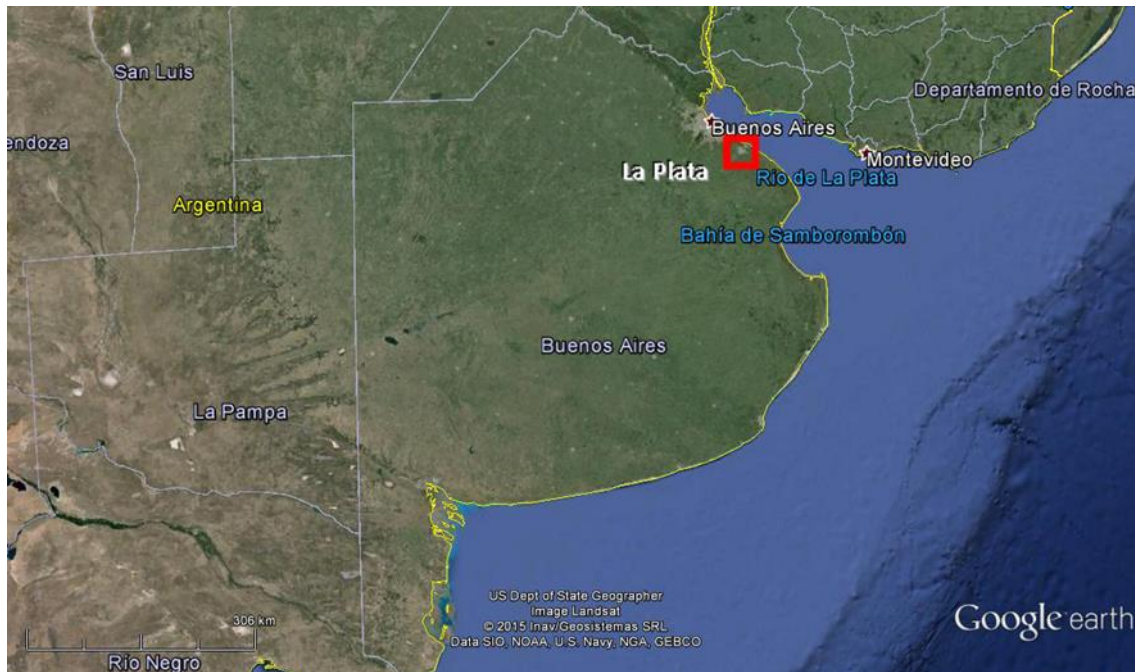 San Luis
Departamento de Rocha
Buenos Aires
endoza
Montevideo
La Plata
Rio de La Plata
Argentina
Bahía de Samborombón
Buenos Aires
La Pampa
US Dept of State Geographer
Image Landsat
© 2015 Inav/Geosistemas SRL
Data SIO, NOAA, U.S. Navy, NGA, GEBCO
306 km
Google earth
Río Negro